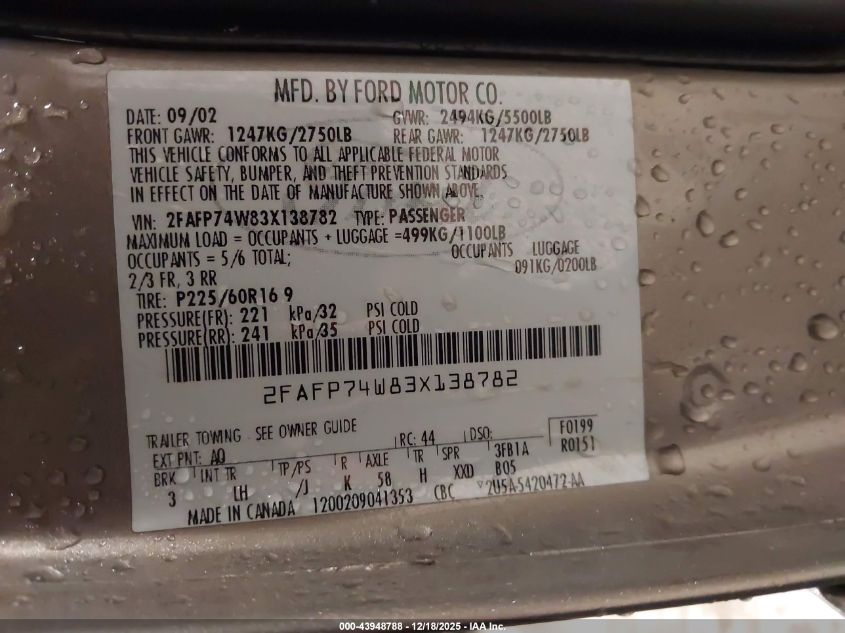 MFD. BY FORD MOTOR CO.
DATE: 09/02 GVWR: 2494KG/5500LB
FRONT GAWR: 1247KG/2750LB REAR GAWR: 1247KG/2750LB
THIS VEHICLE CONFORMS TO ALL APPLICABLE FEDERAL MOTOR
VEHICLE SAFETY, BUMPER, AND THEFT PREVENTION STANDARDS
IN EFFECT ON THE DATE OF MANUFACTURE SHOWN ABOVE.
VIN: 2FAFP74W83X138782 TYPE: PASSENGER
MAXIMUM LOAD = OCCUPANTS + LUGGAGE =499KG/1100LB
OCCUPANTS = 5/6 TOTAL; OCCUPANTS LUGGAGE
2/3 FR, 3 RR 091KG/0200LB
TIRE: P225/60R16 9
PRESSURE(FR): 221 kPa/32 PSI COLD
PRESSURE(RR): 241 kPa/35 PSI COLD
2FAFP74W83X138782
TRAILER TOWING - SEE OWNER GUIDE
EXT PNT: AQ RC: 44 DSO: F0199
BRK INT TR TP/PS R AXLE TR SPR 3FB1A R0151
3 LH /J K 58 H XXD B05
MADE IN CANADA 1200209041353 CBC 2U5A-5420472-AA
000-43948788 - 12/18/2025 - © IAA, Inc.